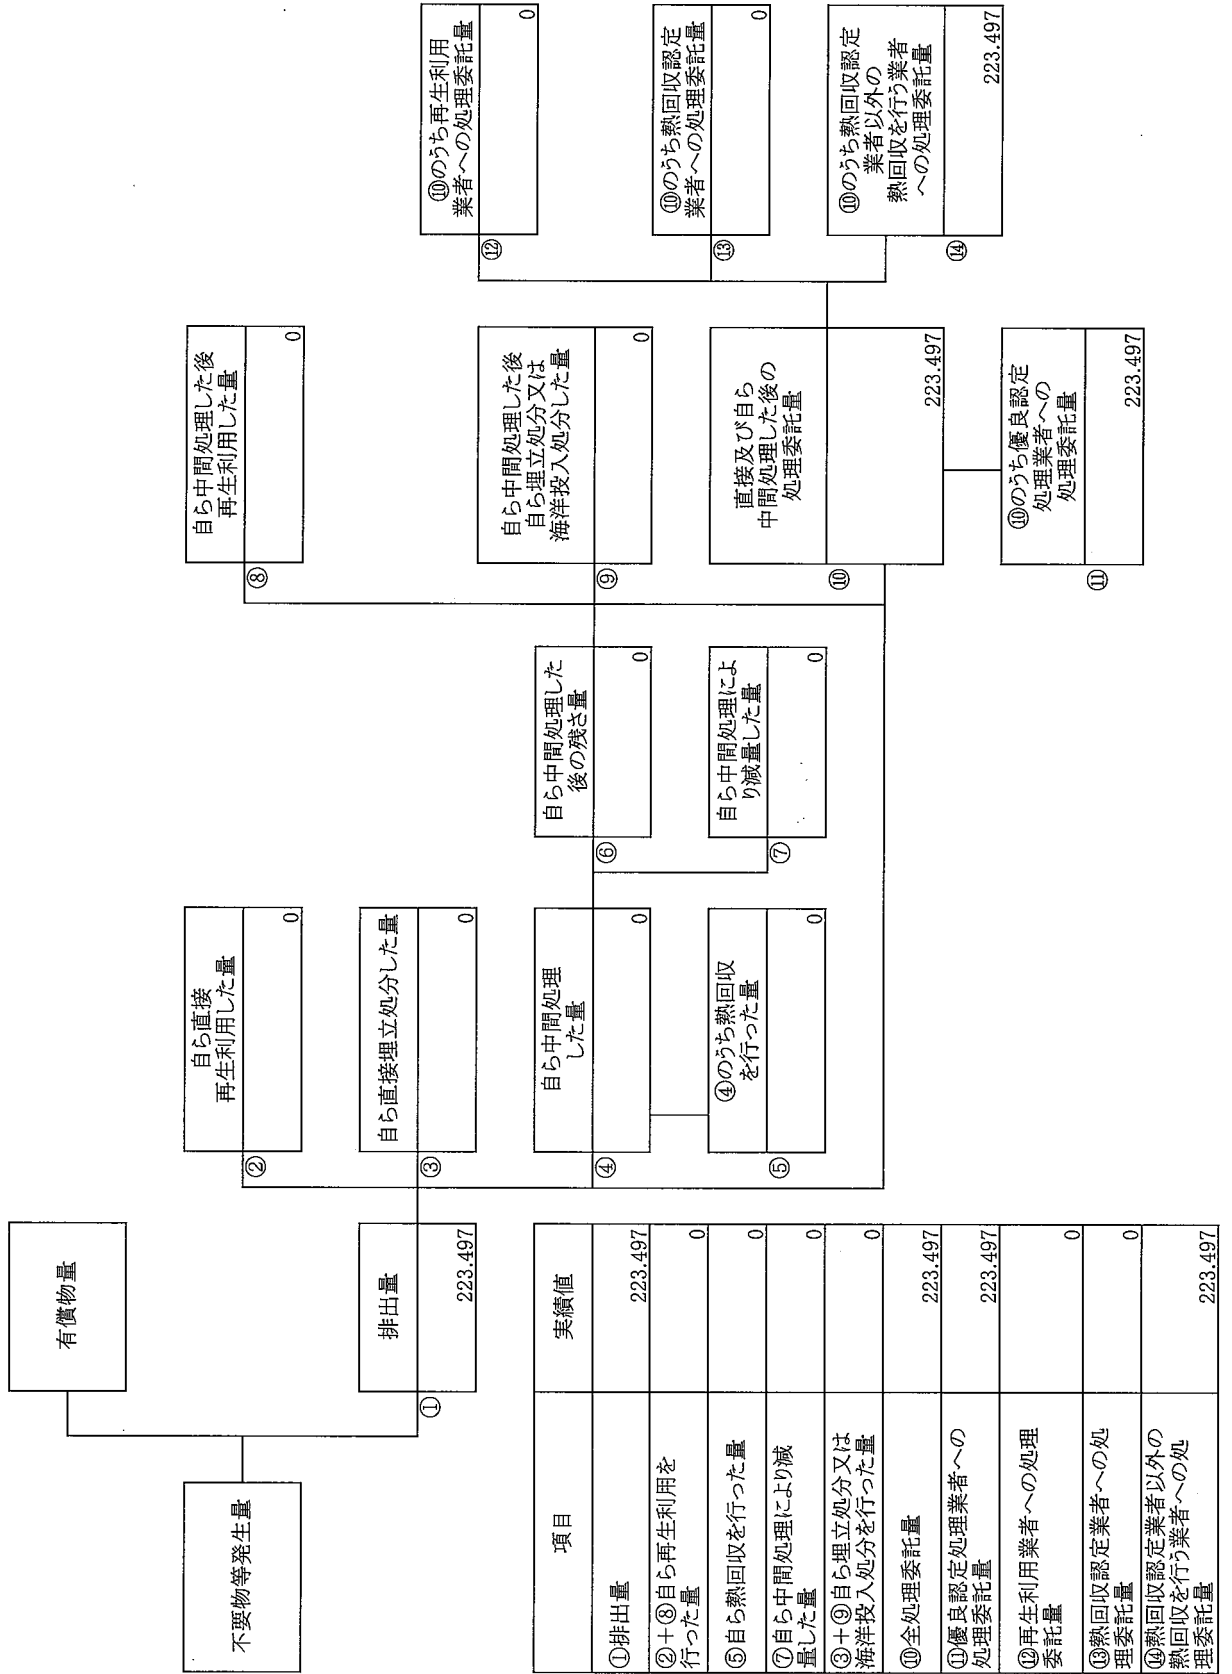 不要物等発生量
有償物量
①
排出量
223.497
②
自ら直接
再生利用した量
0
③
自ら直接埋立処分した量
0
④
自ら中間処理
した量
0
⑤
④のうち熱回収
を行った量
0
⑥
自ら中間処理した
後の残さ量
0
⑦
自ら中間処理によ
り減量した量
0
⑧
自ら中間処理した後
再生利用した量
0
⑨
自ら中間処理した後
自ら埋立処分又は
海洋投入処分した量
0
⑩
直接及び自ら
中間処理した後の
処理委託量
223.497
⑪
⑩のうち優良認定
処理業者への
処理委託量
223.497
⑫
⑩のうち再生利用
業者への処理委託量
0
⑬
⑩のうち熱回収認定
業者への処理委託量
0
⑭
⑩のうち熱回収認定
業者以外の
熱回収を行う業者
への処理委託量
223.497
項目
実績値
①排出量
223.497
②+⑧自ら再生利用を
行った量
0
⑤自ら熱回収を行った量
0
⑦自ら中間処理により減
量した量
0
③+⑨自ら埋立処分又は
海洋投入処分を行った量
0
⑩全処理委託量
223.497
⑪優良認定処理業者への
処理委託量
223.497
⑫再生利用業者への処理
委託量
0
⑬熱回収認定業者への処
理委託量
0
⑭熱回収認定業者以外の
熱回収を行う業者への処
理委託量
223.497